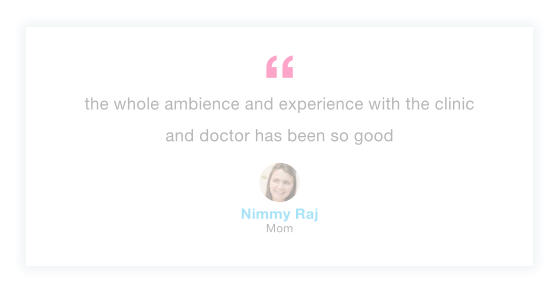 the whole ambience and experience with the clinic
and doctor has been so good
Nimmy Raj
Mom